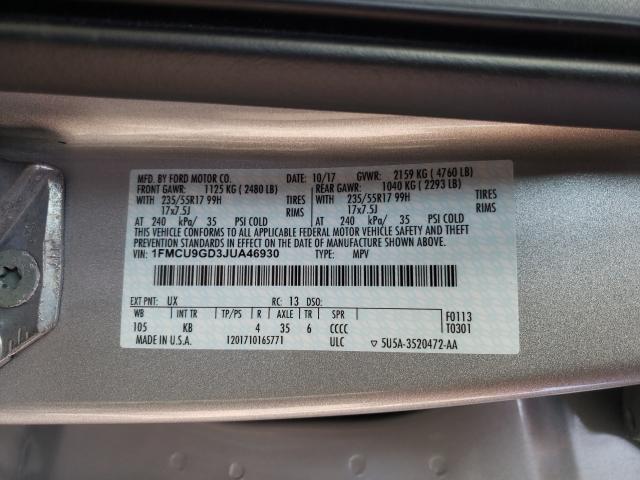 MFD. BY FORD MOTOR CO. DATE: 10/17 GVWR: 2159 KG ( 4760 LB)
FRONT GAWR: 1125 KG ( 2480 LB) REAR GAWR: 1040 KG ( 2293 LB)
WITH 235/55R17 99H TIRES WITH 235/55R17 99H TIRES
17x7.5J RIMS 17x7.5J RIMS
AT 240 kPa/ 35 PSI COLD AT 240 kPa/ 35 PSI COLD
THIS VEHICLE CONFORMS TO ALL APPLICABLE FEDERAL MOTOR VEHICLE SAFETY AND
THEFT PREVENTION STANDARDS IN EFFECT ON THE DATE OF MANUFACTURE SHOWN ABOVE.
VIN: 1FMCU9GD3JUA46930 TYPE: MPV
EXT PNT: UX RC: 13 DSO:
WB INT TR TP/PS R AXLE TR SPR F0113
105 KB 4 35 6 CCCC T0301
MADE IN U.S.A. 1201710165771 ULC ▽ 5U5A-3520472-AA